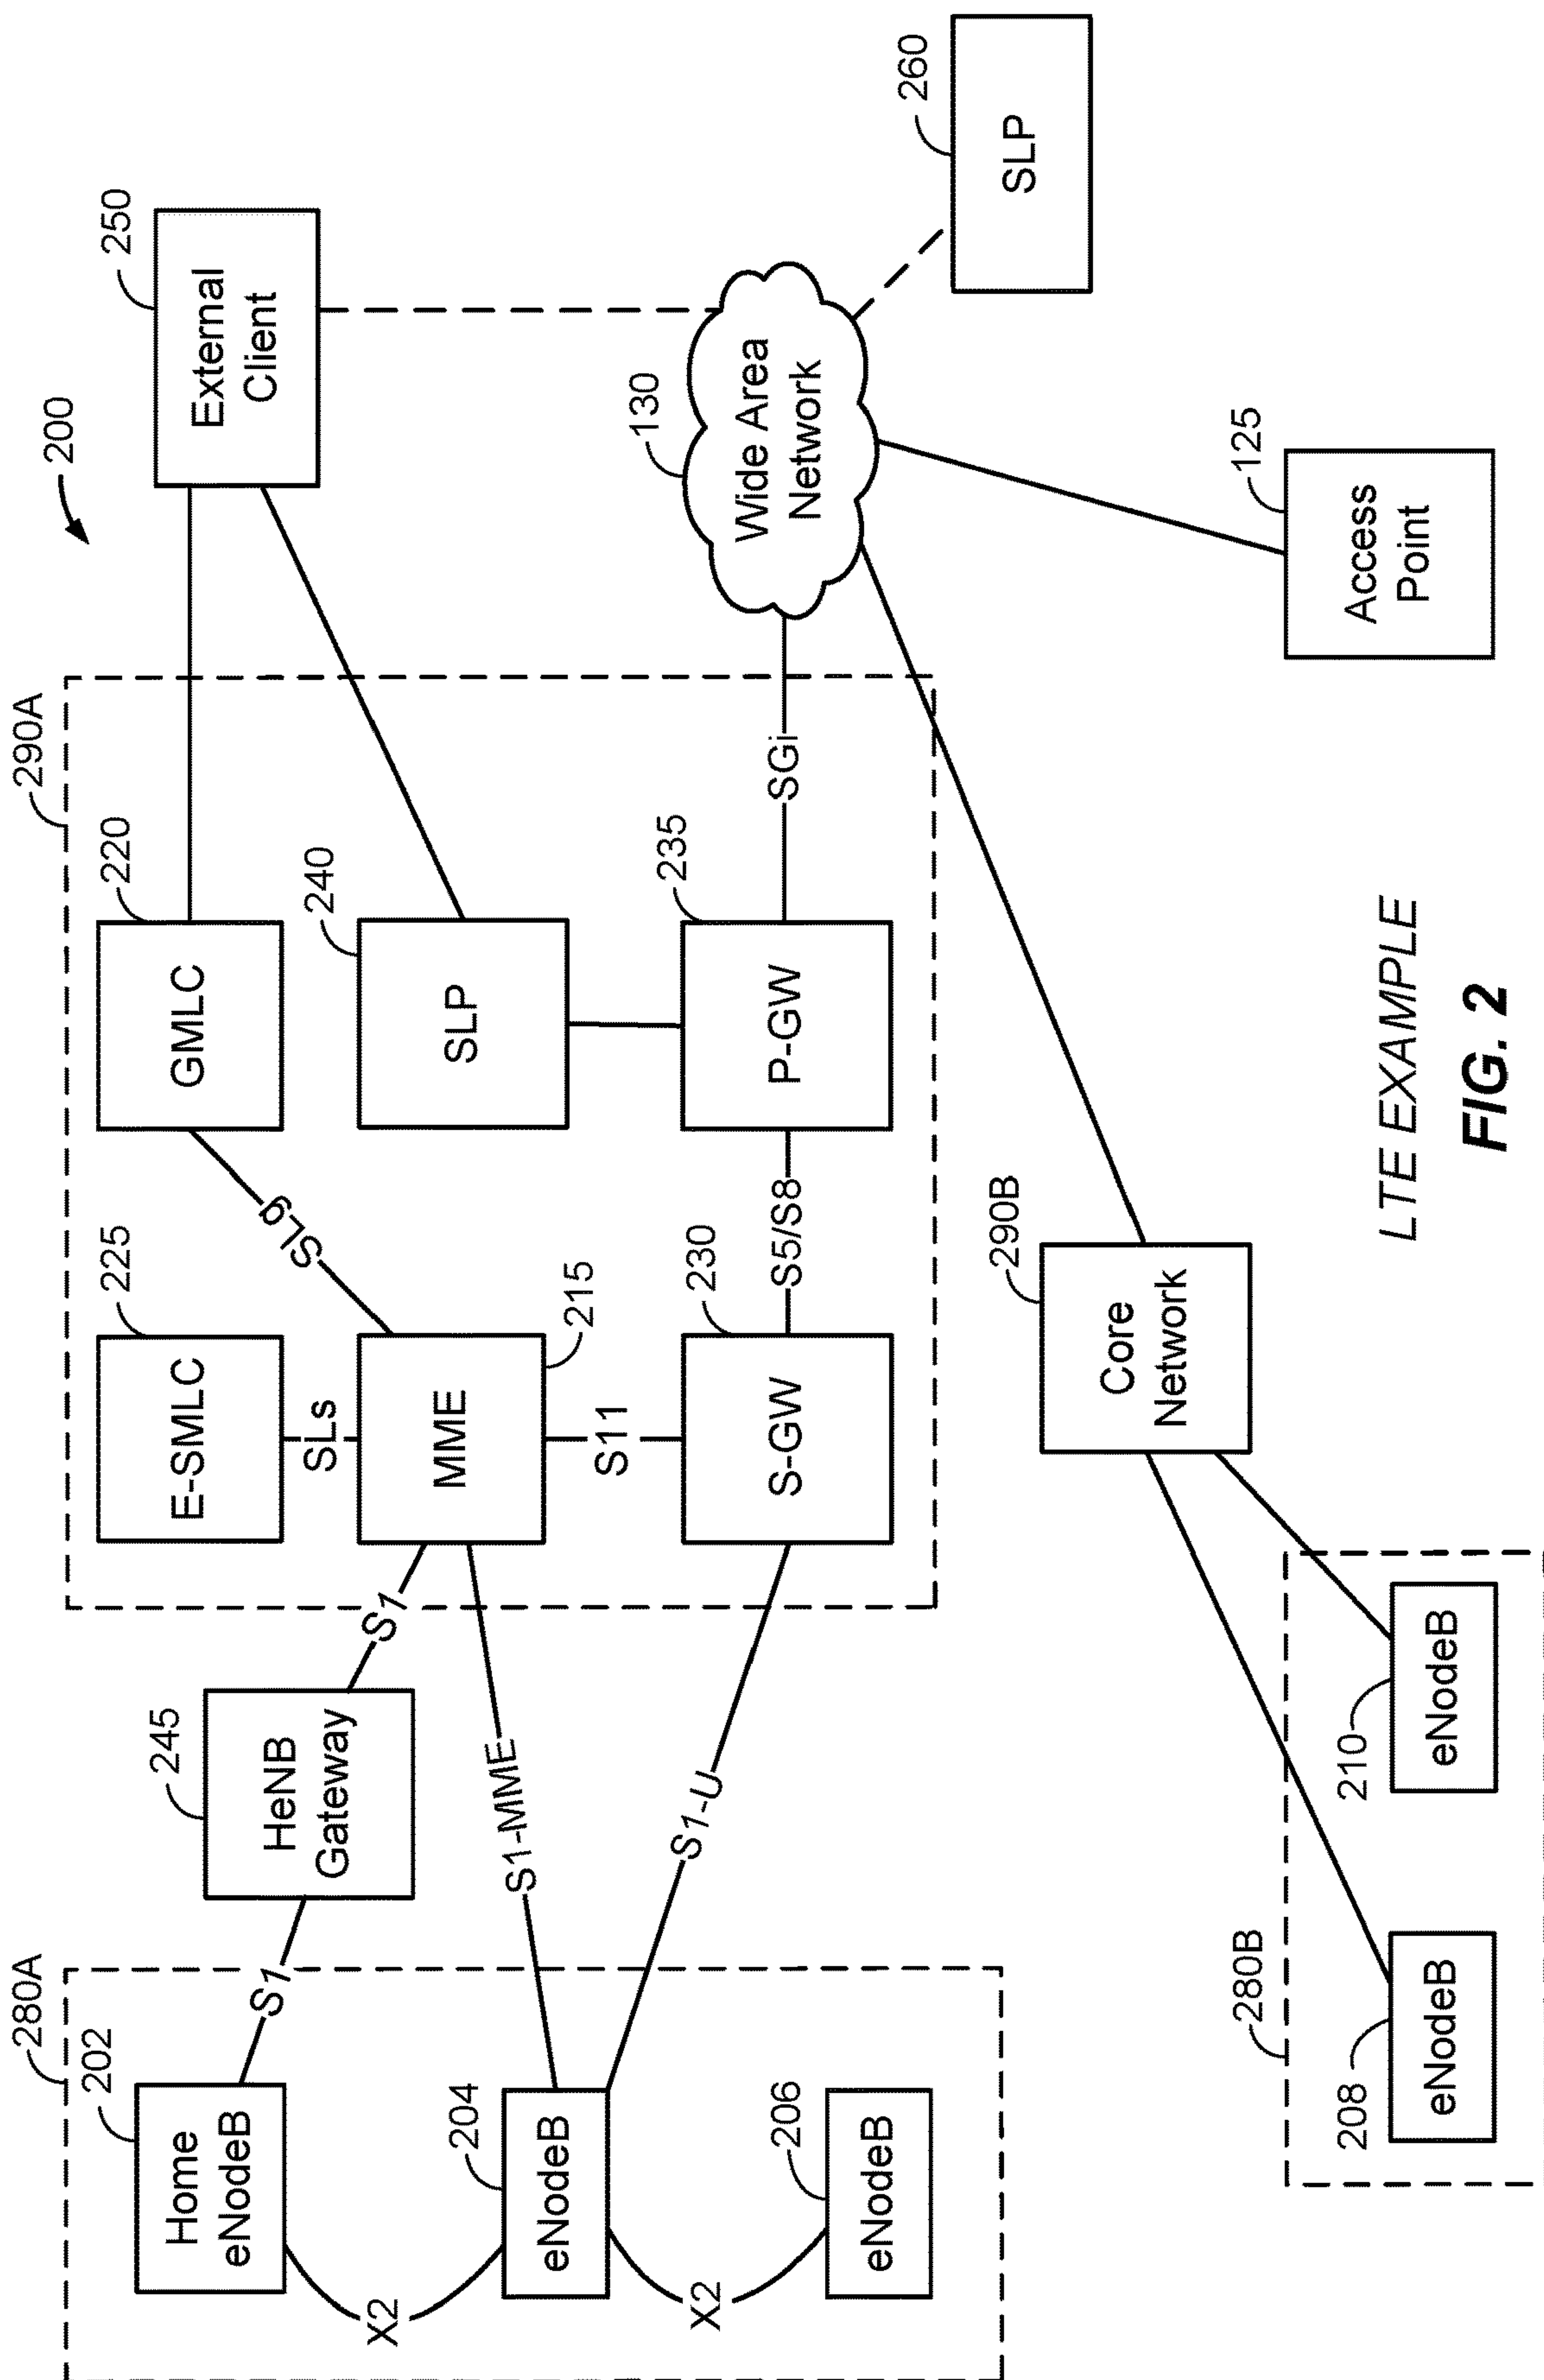 200
280A
202
Home
eNodeB
X2
204
eNodeB
X2
206
eNodeB
S1
245
HeNB
Gateway
S1
S1-MME
S1-U
290A
225
E-SMLC
SLs
MME
215
S11
230
S-GW
SLg
220
GMLC
240
SLP
S5/S8
235
P-GW
SGi
250
External
Client
130
Wide Area
Network
260
SLP
125
Access
Point
290B
Core
Network
280B
208
eNodeB
210
eNodeB
LTE EXAMPLE
FIG. 2